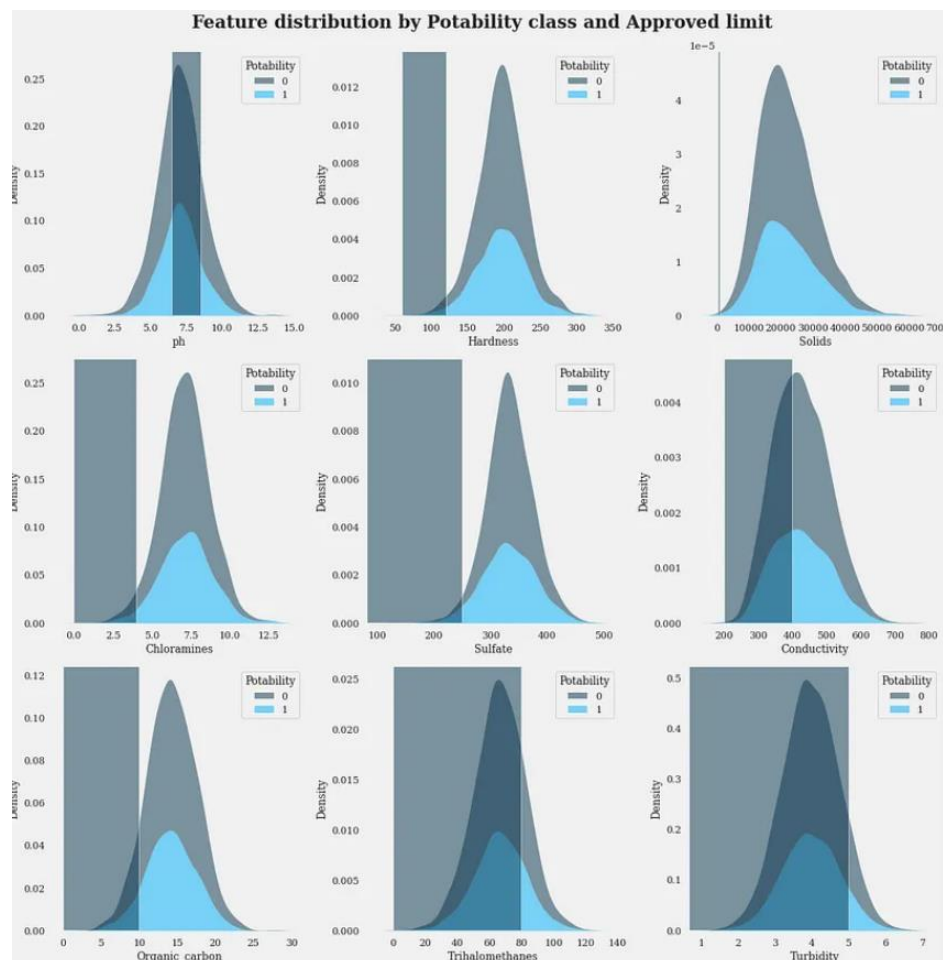 Feature distribution by Potability class and Approved limit
Potability
0
1
0.25
0.20
0.15
0.10
0.05
0.00
Density
0.0 2.5 5.0 7.5 10.0 12.5 15.0
ph
Potability
0
1
0.012
0.010
0.008
0.006
0.004
0.002
0.000
Density
50 100 150 200 250 300 350
Hardness
1e−5
Potability
0
1
4
3
2
1
0
Density
0 10000 20000 30000 40000 50000 60000 700
Solids
Potability
0
1
0.25
0.20
0.15
0.10
0.05
0.00
Density
0.0 2.5 5.0 7.5 10.0 12.5
Chloramines
Potability
0
1
0.010
0.008
0.006
0.004
0.002
0.000
Density
100 200 300 400 500
Sulfate
Potability
0
1
0.004
0.003
0.002
0.001
0.000
Density
200 300 400 500 600 700 800
Conductivity
Potability
0
1
0.12
0.10
0.08
0.06
0.04
0.02
0.00
Density
0 5 10 15 20 25 30
Organic_carbon
Potability
0
1
0.025
0.020
0.015
0.010
0.005
0.000
Density
0 20 40 60 80 100 120 140
Trihalomethanes
Potability
0
1
0.5
0.4
0.3
0.2
0.1
0.0
Density
1 2 3 4 5 6 7
Turbidity